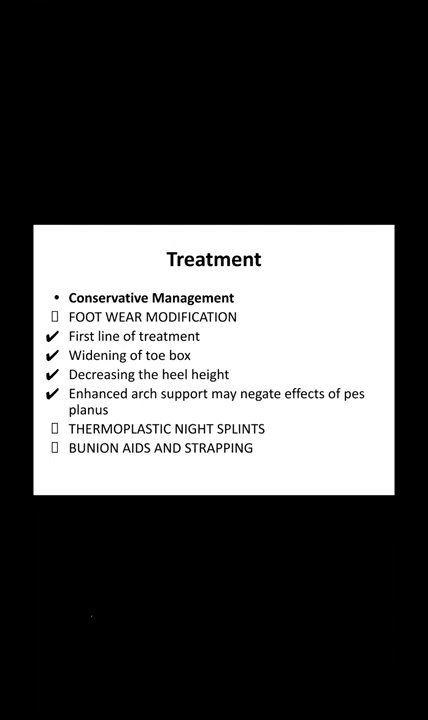 Treatment
• Conservative Management
▯ FOOT WEAR MODIFICATION
✔ First line of treatment
✔ Widening of toe box
✔ Decreasing the heel height
✔ Enhanced arch support may negate effects of pes
planus
▯ THERMOPLASTIC NIGHT SPLINTS
▯ BUNION AIDS AND STRAPPING